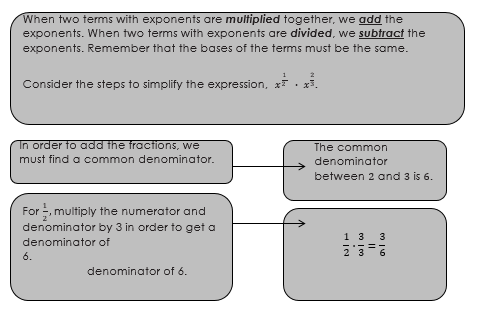 When two terms with exponents are multiplied together, we add the
exponents. When two terms with exponents are divided, we subtract the
exponents. Remember that the bases of the terms must be the same.
Consider the steps to simplify the expression, x^(1/2) · x^(2/3).
In order to add the fractions, we
must find a common denominator.
The common
denominator
between 2 and 3 is 6.
For 1/2, multiply the numerator and
denominator by 3 in order to get a
denominator of
6.
denominator of 6.
1/2 · 3/3 = 3/6